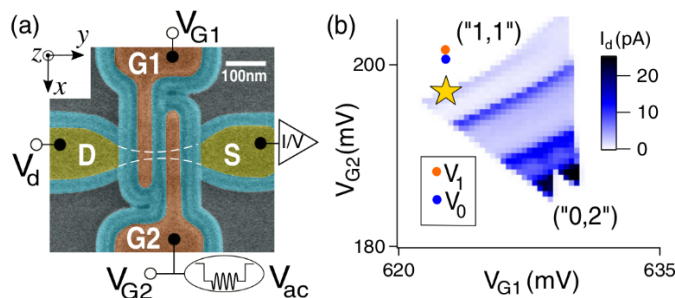 (a)
z
y
x
V_G1
G1
100nm
V_d
D
S
I/V
G2
V_G2
V_ac
(b)
("1,1")
I_d(pA)
20
10
0
200
V_G2(mV)
V_1
V_0
("0,2")
180
620
V_G1 (mV)
635